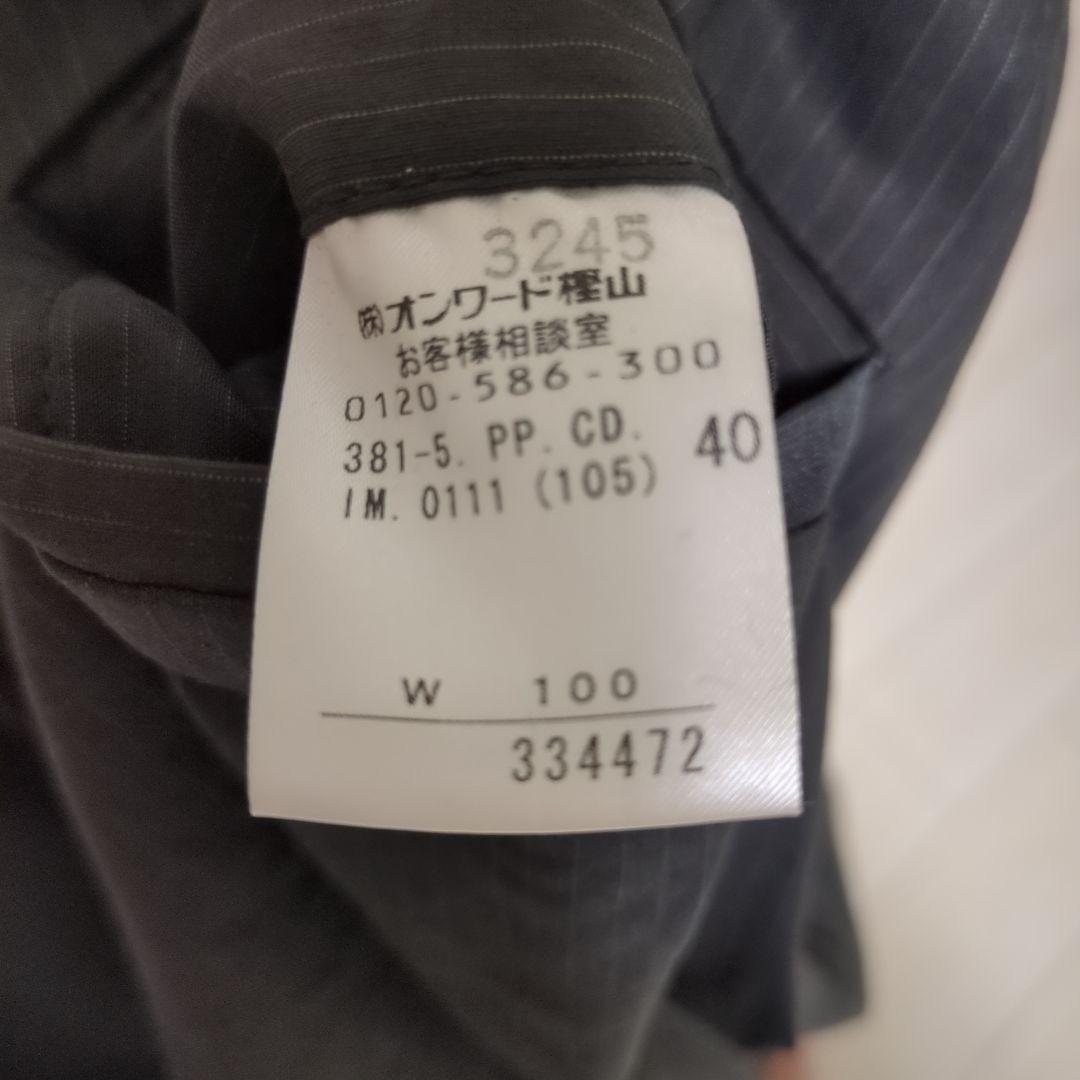 3245
㈱オンワード樫山
お客様相談室
0120-586-300
381-5. PP. CD. 40
IM. 0111 (105)
W 100
334472